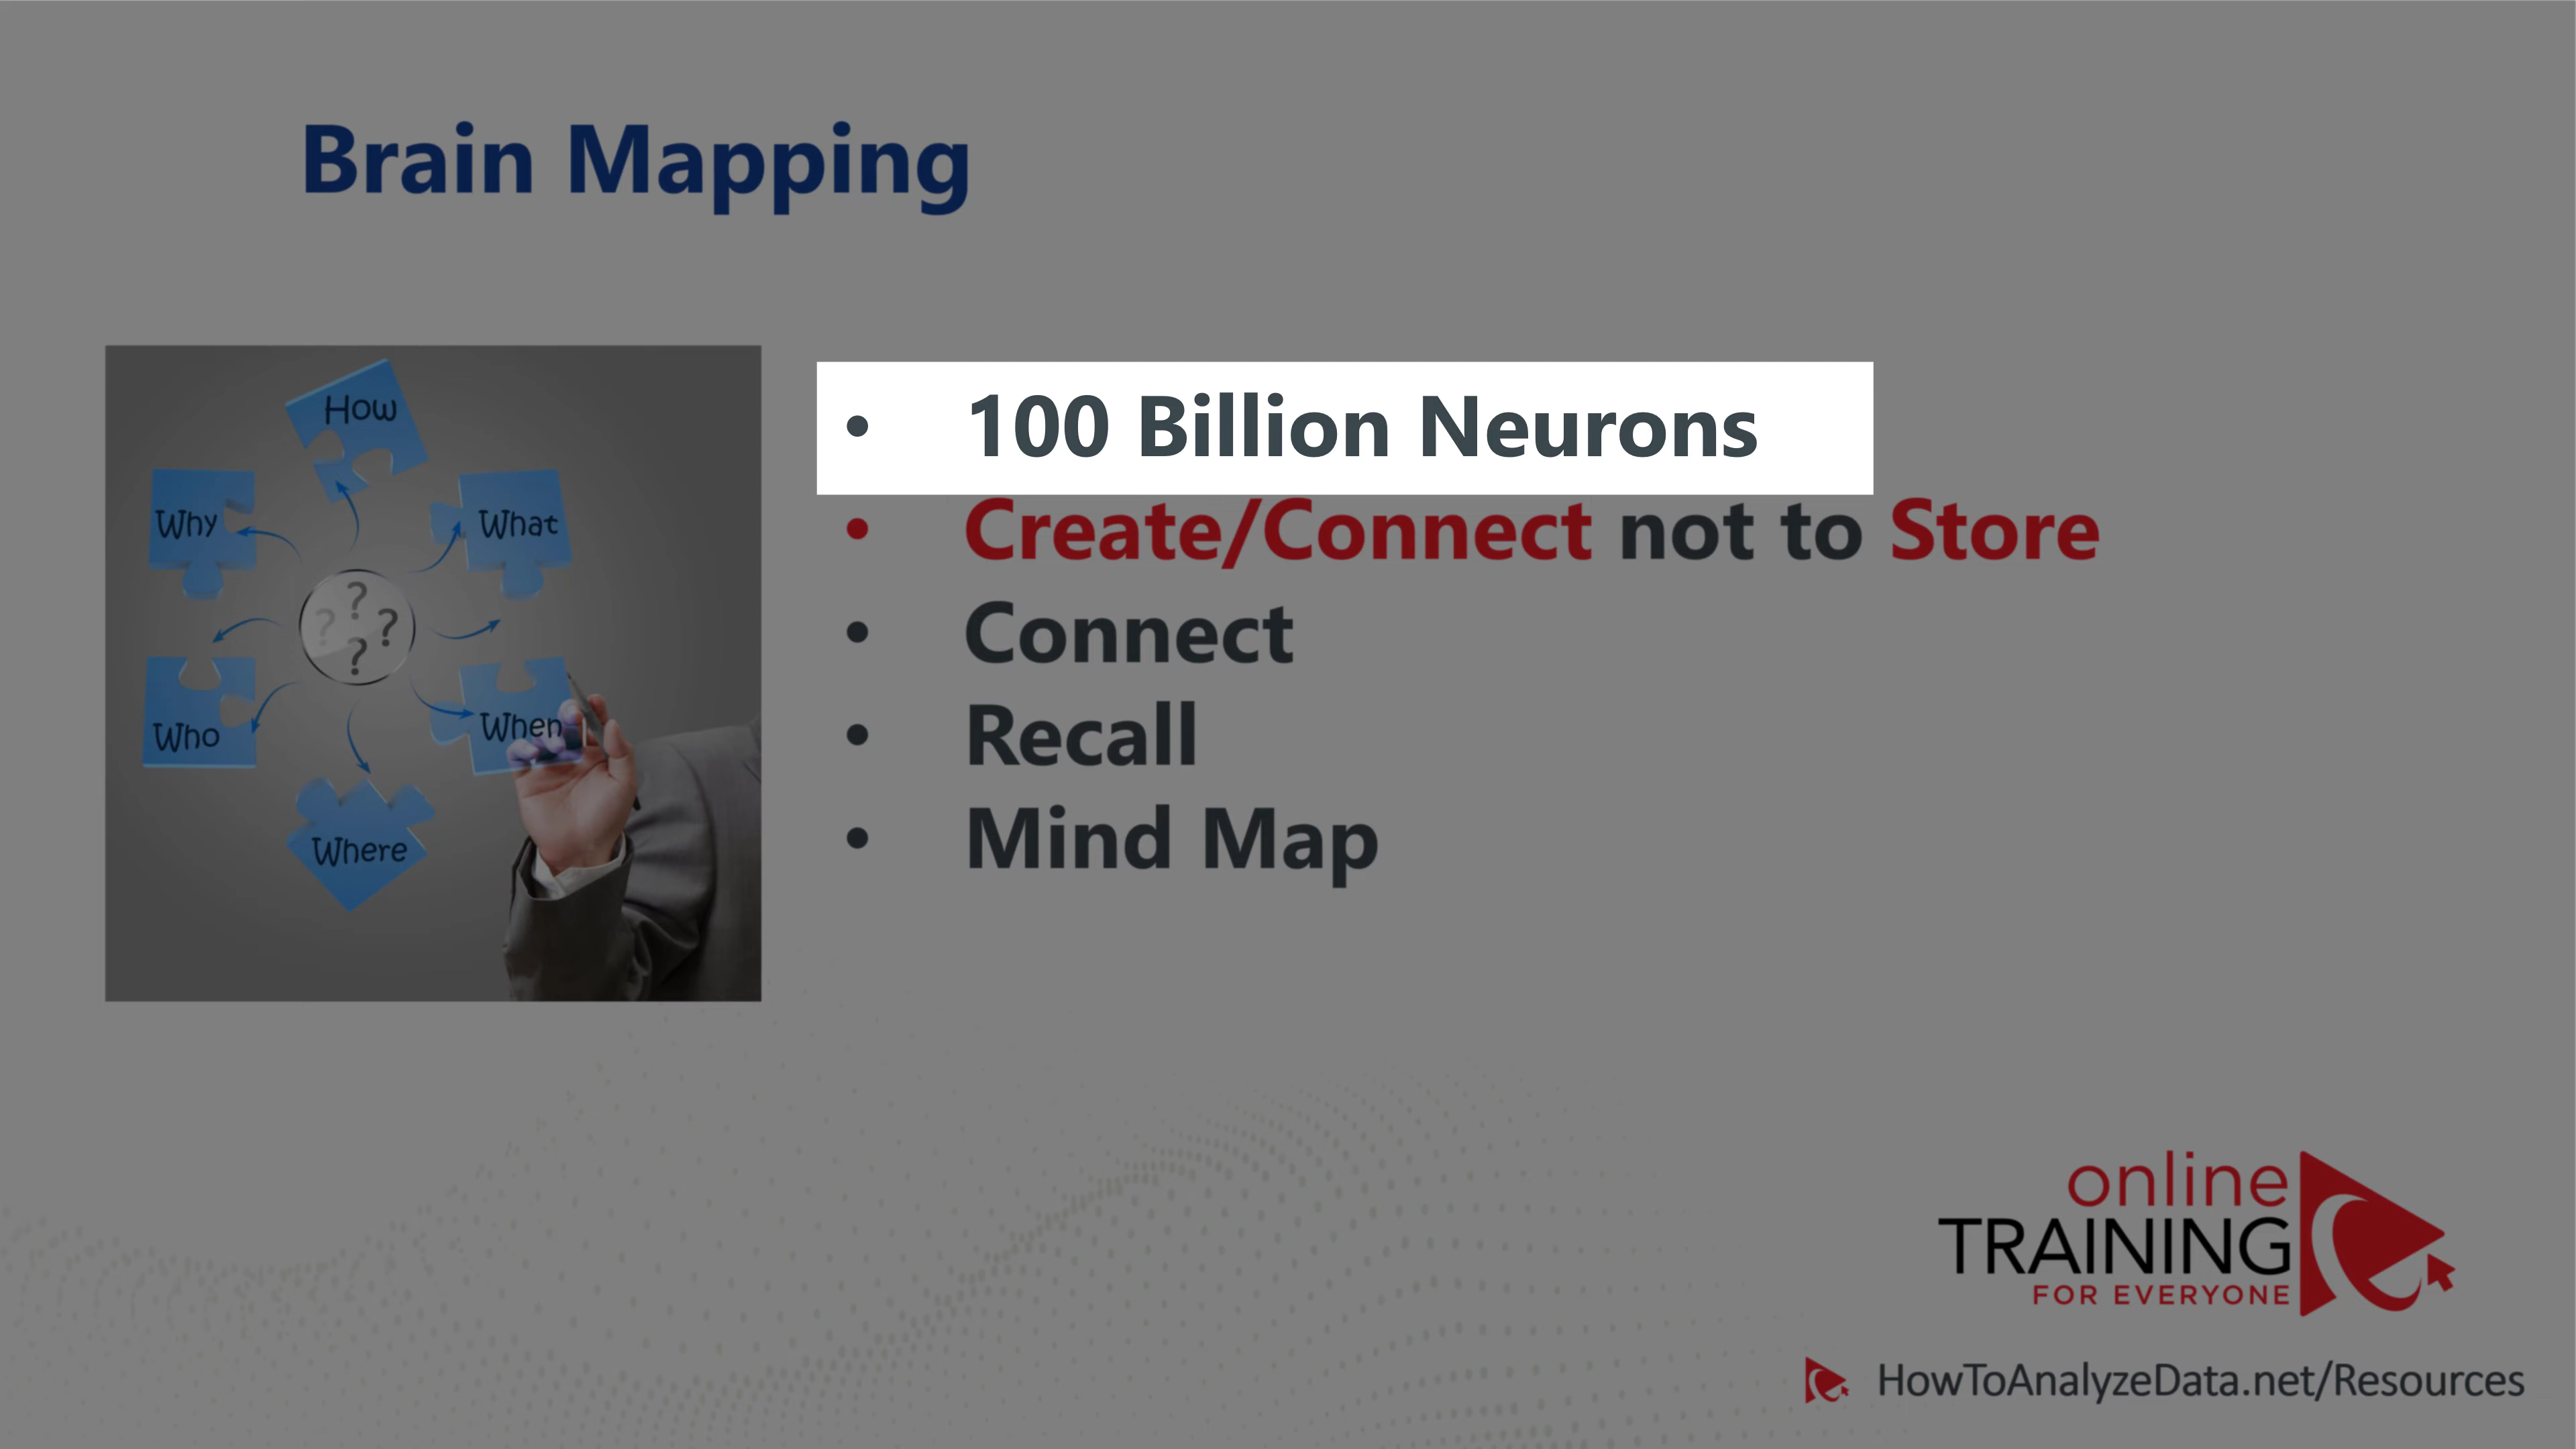 Brain Mapping
How
Why
What
? ? ? ?
Who
When
Where
• 100 Billion Neurons
• Create/Connect not to Store
• Connect
• Recall
• Mind Map
online
TRAINING
FOR EVERYONE
HowToAnalyzeData.net/Resources